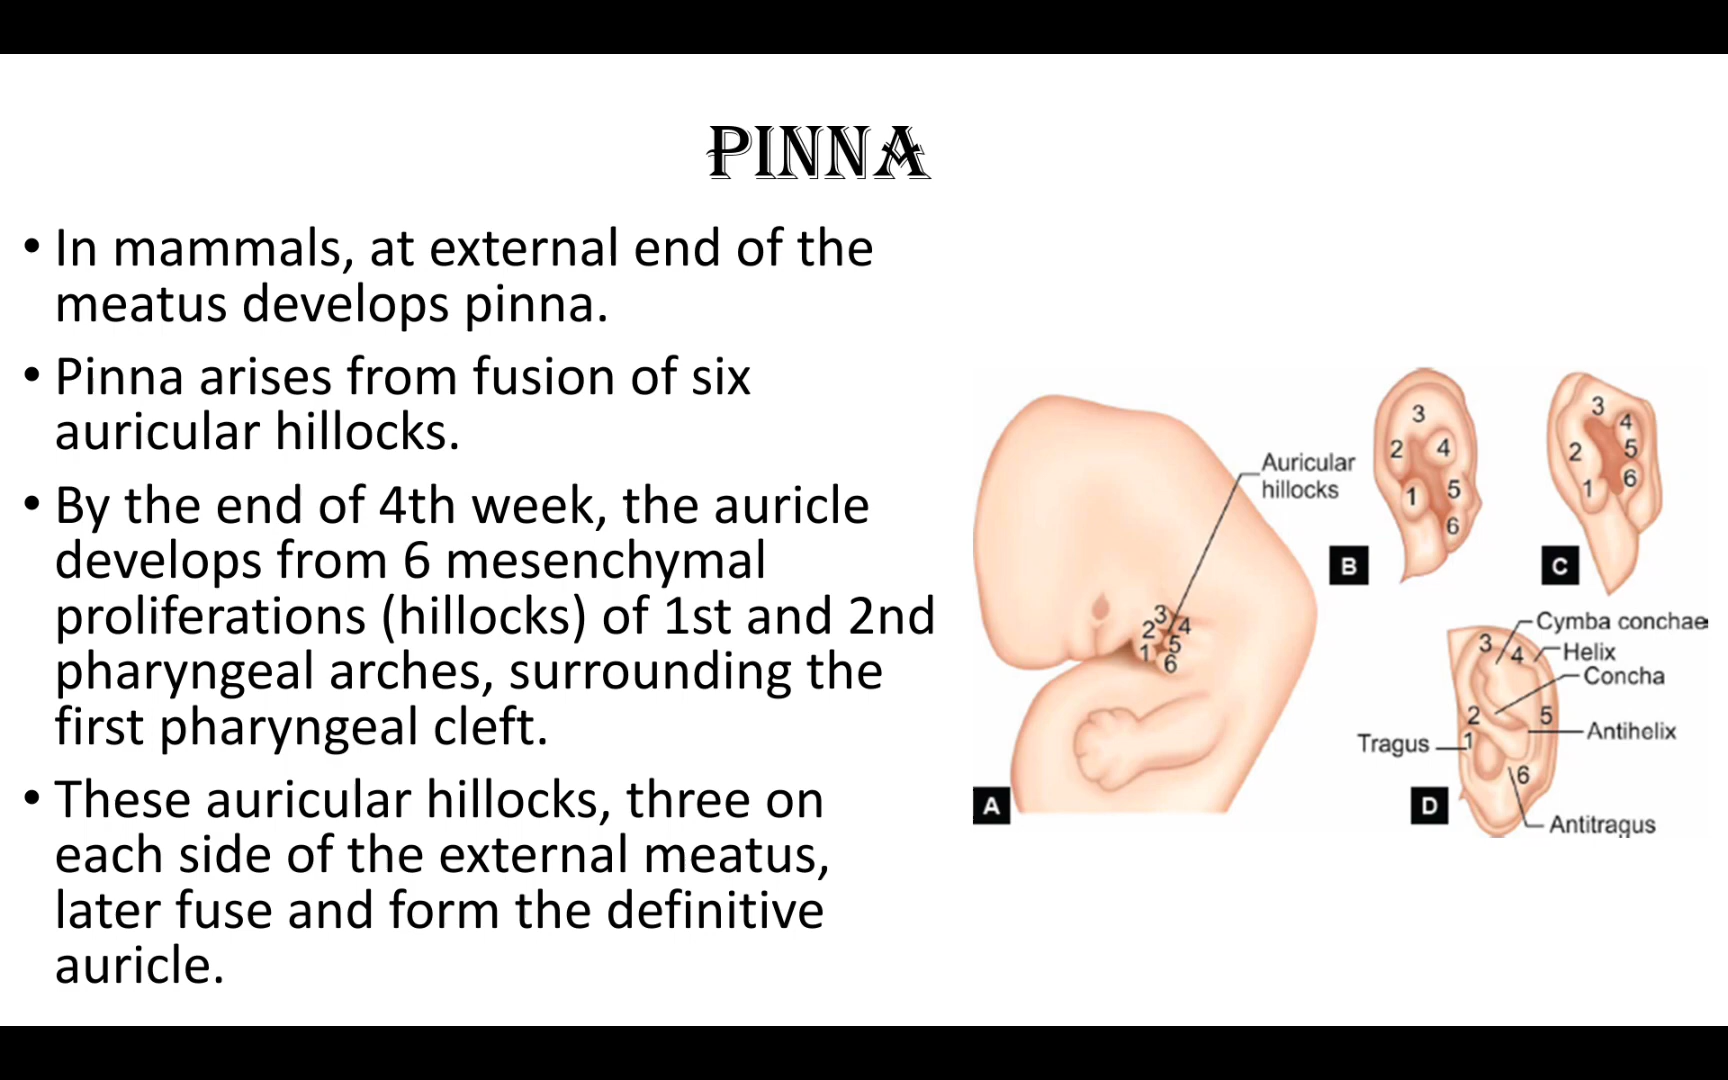 PINNA
• In mammals, at external end of the
meatus develops pinna.
• Pinna arises from fusion of six
auricular hillocks.
• By the end of 4th week, the auricle
develops from 6 mesenchymal
proliferations (hillocks) of 1st and 2nd
pharyngeal arches, surrounding the
first pharyngeal cleft.
• These auricular hillocks, three on
each side of the external meatus,
later fuse and form the definitive
auricle.
Auricular
hillocks
3
2 4
1 5
6
A
3
2 4
1 5
6
B
3
4
2 5
1 6
C
Cymba conchae
3 4 Helix
Concha
2 5
Antihelix
Tragus 1
6
D
Antitragus